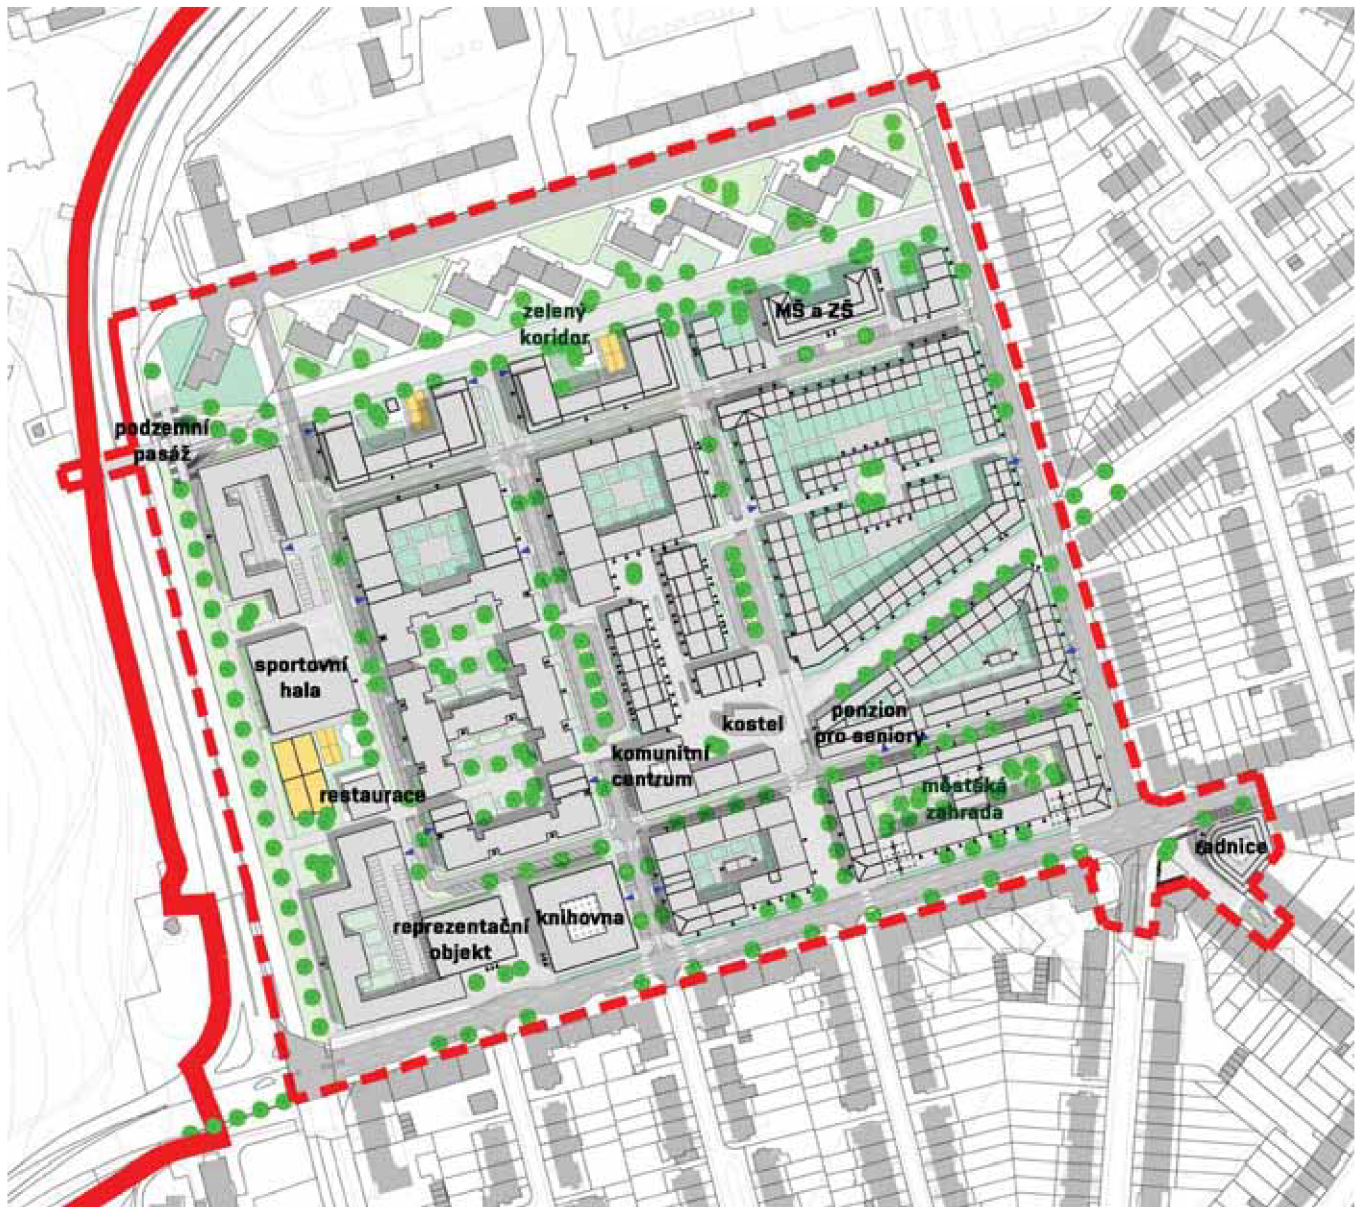 zelený
koridor
MŠ a ZŠ
podzemní
pasáž
sportovní
hala
kostel
penzion
pro seniory
komunitní
centrum
restaurace
městská
zahrada
radnice
reprezentační
objekt
knihovna